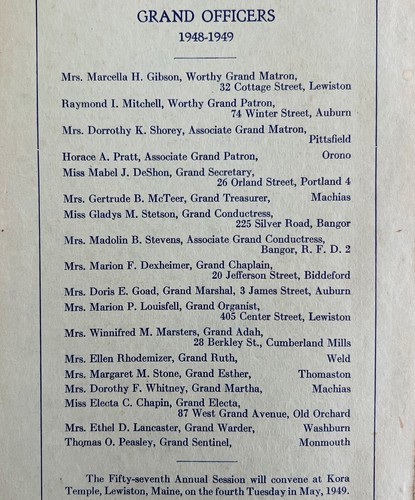 GRAND OFFICERS
1948-1949
Mrs. Marcella H. Gibson, Worthy Grand Matron,
32 Cottage Street, Lewiston
Raymond I. Mitchell, Worthy Grand Patron,
74 Winter Street, Auburn
Mrs. Dorrothy K. Shorey, Associate Grand Matron,
Pittsfield
Horace A. Pratt, Associate Grand Patron, Orono
Miss Mabel J. DeShon, Grand Secretary,
26 Orland Street, Portland 4
Mrs. Gertrude B. McTeer, Grand Treasurer, Machias
Miss Gladys M. Stetson, Grand Conductress,
225 Silver Road, Bangor
Mrs. Madolin B. Stevens, Associate Grand Conductress,
Bangor, R. F. D. 2
Mrs. Marion F. Dexheimer, Grand Chaplain,
20 Jefferson Street, Biddeford
Mrs. Doris E. Goad, Grand Marshal, 3 James Street, Auburn
Mrs. Marion P. Louisfell, Grand Organist,
405 Center Street, Lewiston
Mrs. Winnifred M. Marsters, Grand Adah,
28 Berkley St., Cumberland Mills
Mrs. Ellen Rhodemizer, Grand Ruth, Weld
Mrs. Margaret M. Stone, Grand Esther, Thomaston
Mrs. Dorothy F. Whitney, Grand Martha, Machias
Miss Electa C. Chapin, Grand Electa,
87 West Grand Avenue, Old Orchard
Mrs. Ethel D. Lancaster, Grand Warder, Washburn
Thomas O. Peasley, Grand Sentinel, Monmouth
The Fifty-seventh Annual Session will convene at Kora
Temple, Lewiston, Maine, on the fourth Tuesday in May, 1949.